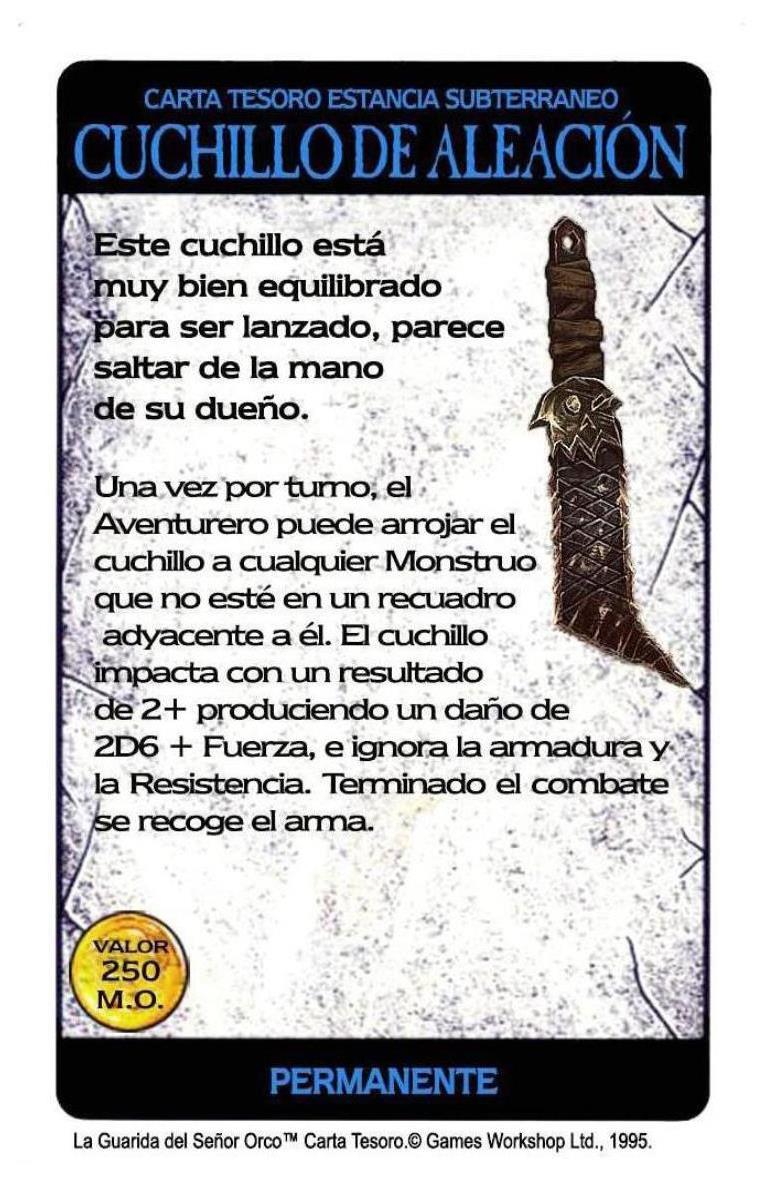 CARTA TESORO ESTANCIA SUBTERRANEO
CUCHILLO DE ALEACIÓN
Este cuchillo está
muy bien equilibrado
para ser lanzado, parece
saltar de la mano
de su dueño.
Una vez por turno, el
Aventurero puede arrojar el
cuchillo a cualquier Monstruo
que no esté en un recuadro
adyacente a él. El cuchillo
impacta con un resultado
de 2+ produciendo un daño de
2D6 + Fuerza, e ignora la armadura y
la Resistencia. Terminado el combate
se recoge el arma.
VALOR
250
M.O.
PERMANENTE
La Guarida del Señor Orco™ Carta Tesoro.© Games Workshop Ltd., 1995.